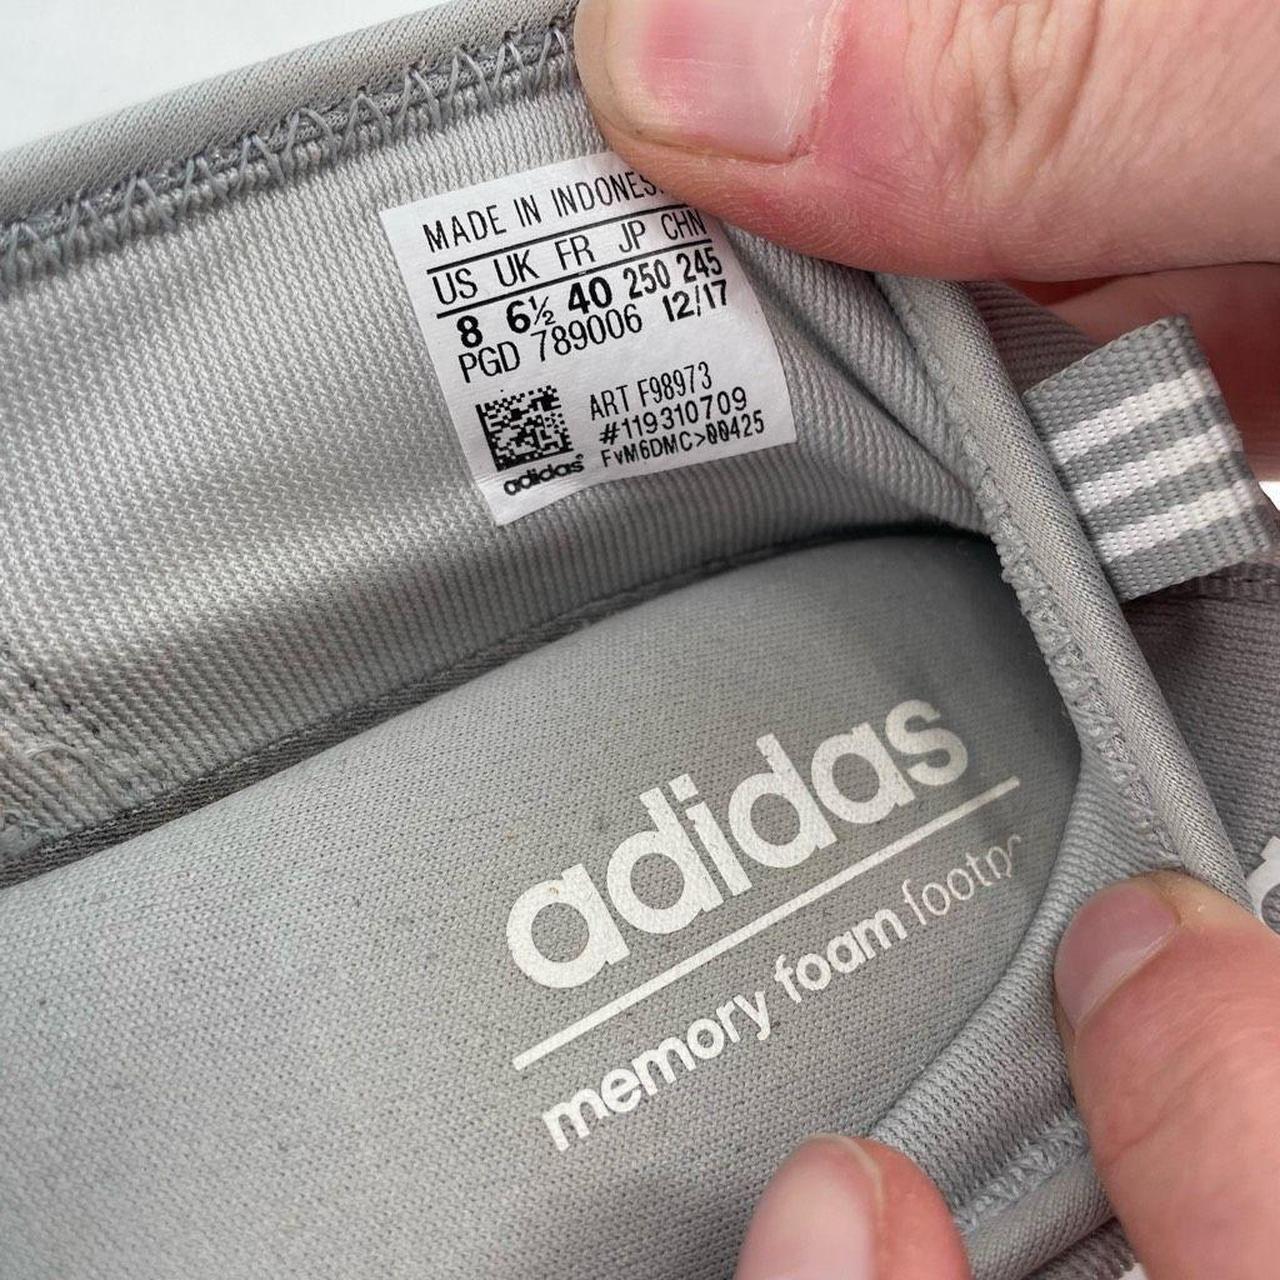 MADE IN INDONES
US UK FR JP CHN
8 6½ 40 250 245
PGD 789006 12/17
ART F98973
#119310709
FvM6DMC>00425
adidas
adidas
memory foam